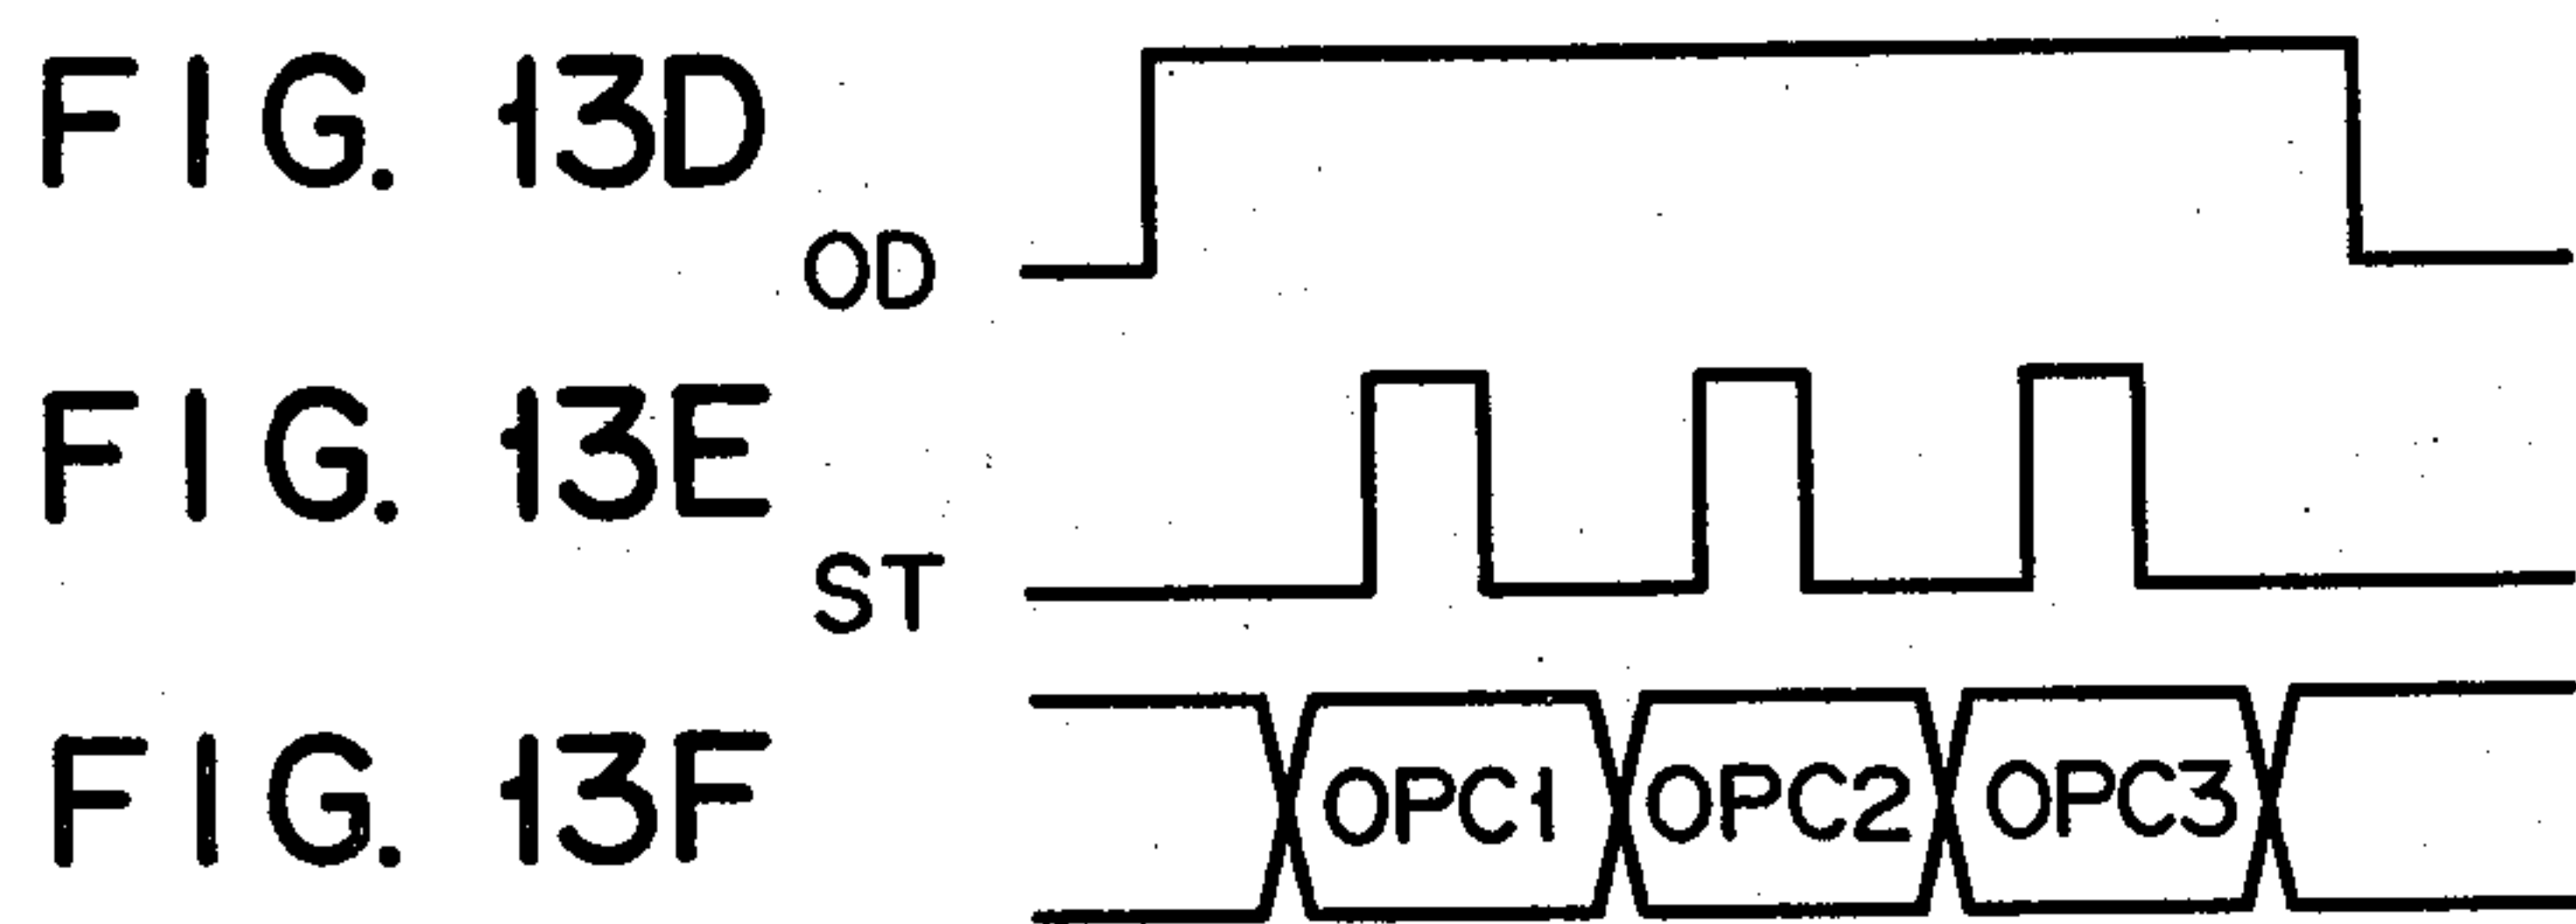 FIG. 13D
OD
FIG. 13E
ST
FIG. 13F
OPC1 OPC2 OPC3